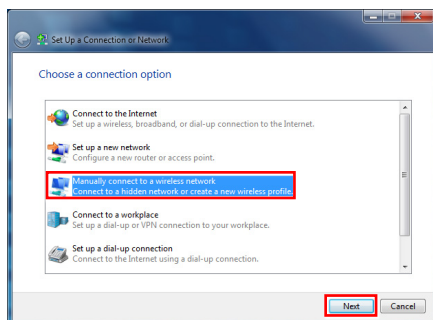 Set Up a Connection or Network
Choose a connection option
Connect to the Internet
Set up a wireless, broadband, or dial-up connection to the Internet.
Set up a new network
Configure a new router or access point.
Manually connect to a wireless network
Connect to a hidden network or create a new wireless profile.
Connect to a workplace
Set up a dial-up or VPN connection to your workplace.
Set up a dial-up connection
Connect to the Internet using a dial-up connection.
Next Cancel